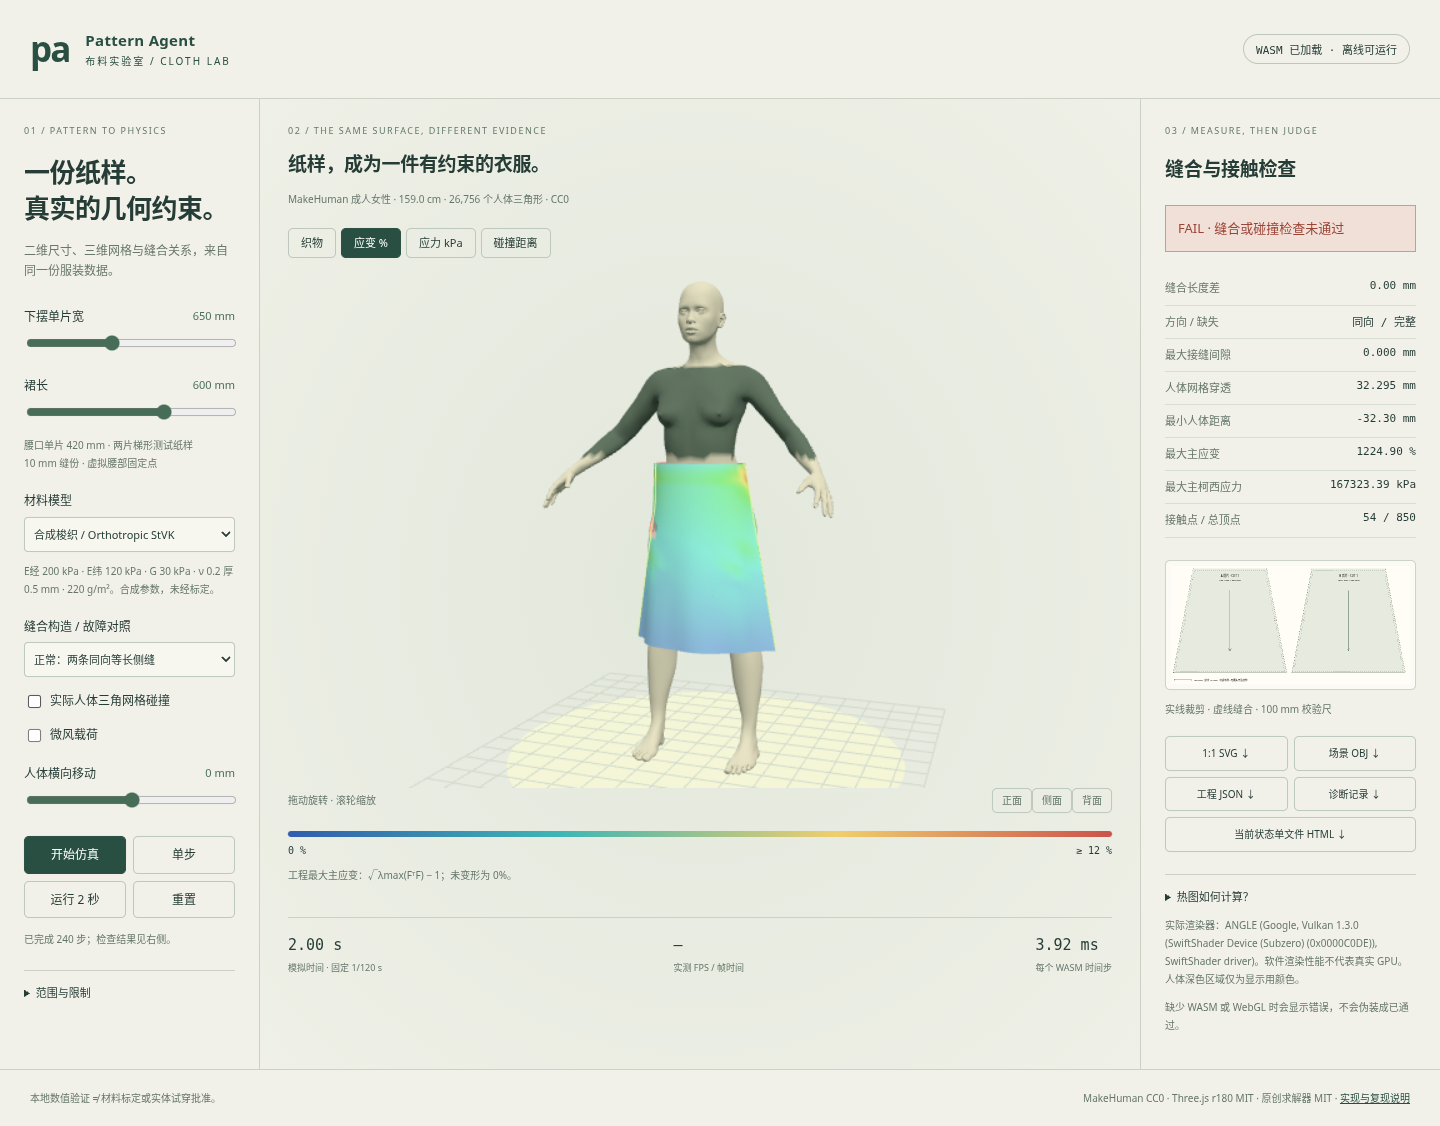 pa
Pattern Agent
布料实验室 / CLOTH LAB
WASM 已加载 · 离线可运行
01 / PATTERN TO PHYSICS
一份纸样。
真实的几何约束。
二维尺寸、三维网格与缝合关系，来自
同一份服装数据。
下摆单片宽
650 mm
裙长
600 mm
腰口单片 420 mm · 两片梯形测试纸样
10 mm 缝份 · 虚拟腰部固定点
材料模型
合成梭织 / Orthotropic StVK
E经 200 kPa · E纬 120 kPa · G 30 kPa · ν 0.2 厚
0.5 mm · 220 g/m²。合成参数，未经标定。
缝合构造 / 故障对照
正常：两条同向等长侧缝
实际人体三角网格碰撞
微风载荷
人体横向移动
0 mm
开始仿真
单步
运行 2 秒
重置
已完成 240 步；检查结果见右侧。
范围与限制
02 / THE SAME SURFACE, DIFFERENT EVIDENCE
纸样，成为一件有约束的衣服。
MakeHuman 成人女性 · 159.0 cm · 26,756 个人体三角形 · CC0
织物
应变 %
应力 kPa
碰撞距离
拖动旋转 · 滚轮缩放
正面
侧面
背面
0 %
≥ 12 %
工程最大主应变：√λmax(FᵀF) − 1；未变形为 0%。
2.00 s
模拟时间 · 固定 1/120 s
—
实测 FPS / 帧时间
3.92 ms
每个 WASM 时间步
03 / MEASURE, THEN JUDGE
缝合与接触检查
FAIL · 缝合或碰撞检查未通过
缝合长度差
0.00 mm
方向 / 缺失
同向 / 完整
最大接缝间隙
0.000 mm
人体网格穿透
32.295 mm
最小人体距离
-32.30 mm
最大主应变
1224.90 %
最大主柯西应力
167323.39 kPa
接触点 / 总顶点
54 / 850
实线裁剪 · 虚线缝合 · 100 mm 校验尺
1:1 SVG ↓
场景 OBJ ↓
工程 JSON ↓
诊断记录 ↓
当前状态单文件 HTML ↓
热图如何计算？
实际渲染器：ANGLE (Google, Vulkan 1.3.0
(SwiftShader Device (Subzero) (0x0000C0DE)),
SwiftShader driver)。软件渲染性能不代表真实 GPU。
人体深色区域仅为显示用颜色。
缺少 WASM 或 WebGL 时会显示错误，不会伪装成已通
过。
本地数值验证 ≠ 材料标定或实体试穿批准。
MakeHuman CC0 · Three.js r180 MIT · 原创求解器 MIT · 实现与复现说明